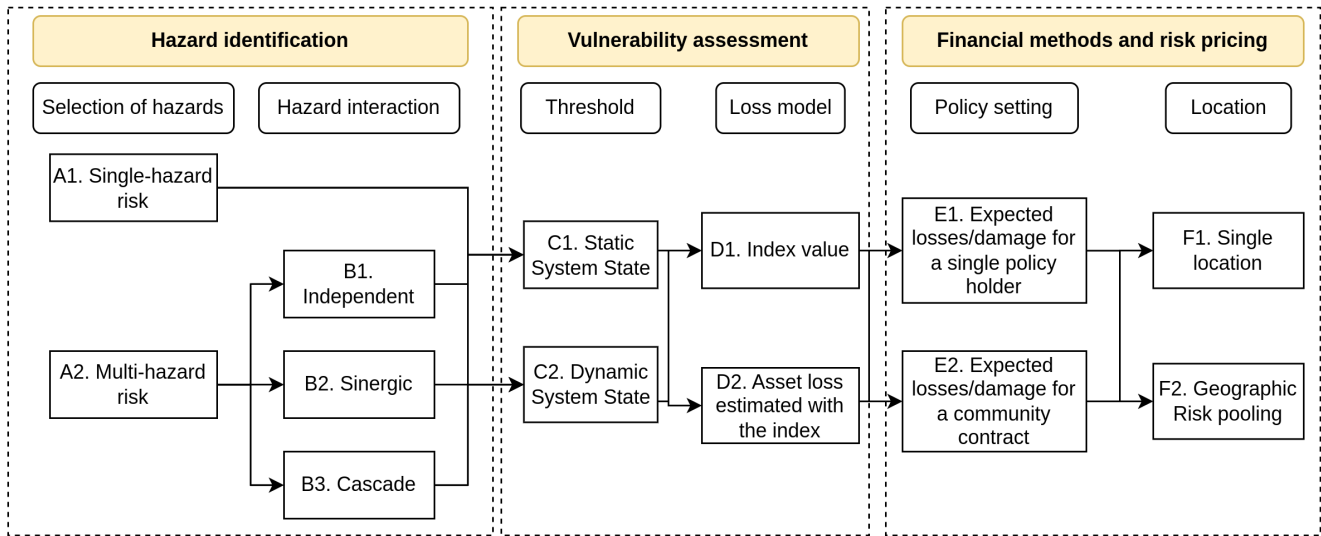 Hazard identification
Vulnerability assessment
Financial methods and risk pricing
Selection of hazards
Hazard interaction
Threshold
Loss model
Policy setting
Location
A1. Single-hazard
risk
A2. Multi-hazard
risk
B1.
Independent
B2. Sinergic
B3. Cascade
C1. Static
System State
C2. Dynamic
System State
D1. Index value
D2. Asset loss
estimated with
the index
E1. Expected
losses/damage for
a single policy
holder
E2. Expected
losses/damage for
a community
contract
F1. Single
location
F2. Geographic
Risk pooling